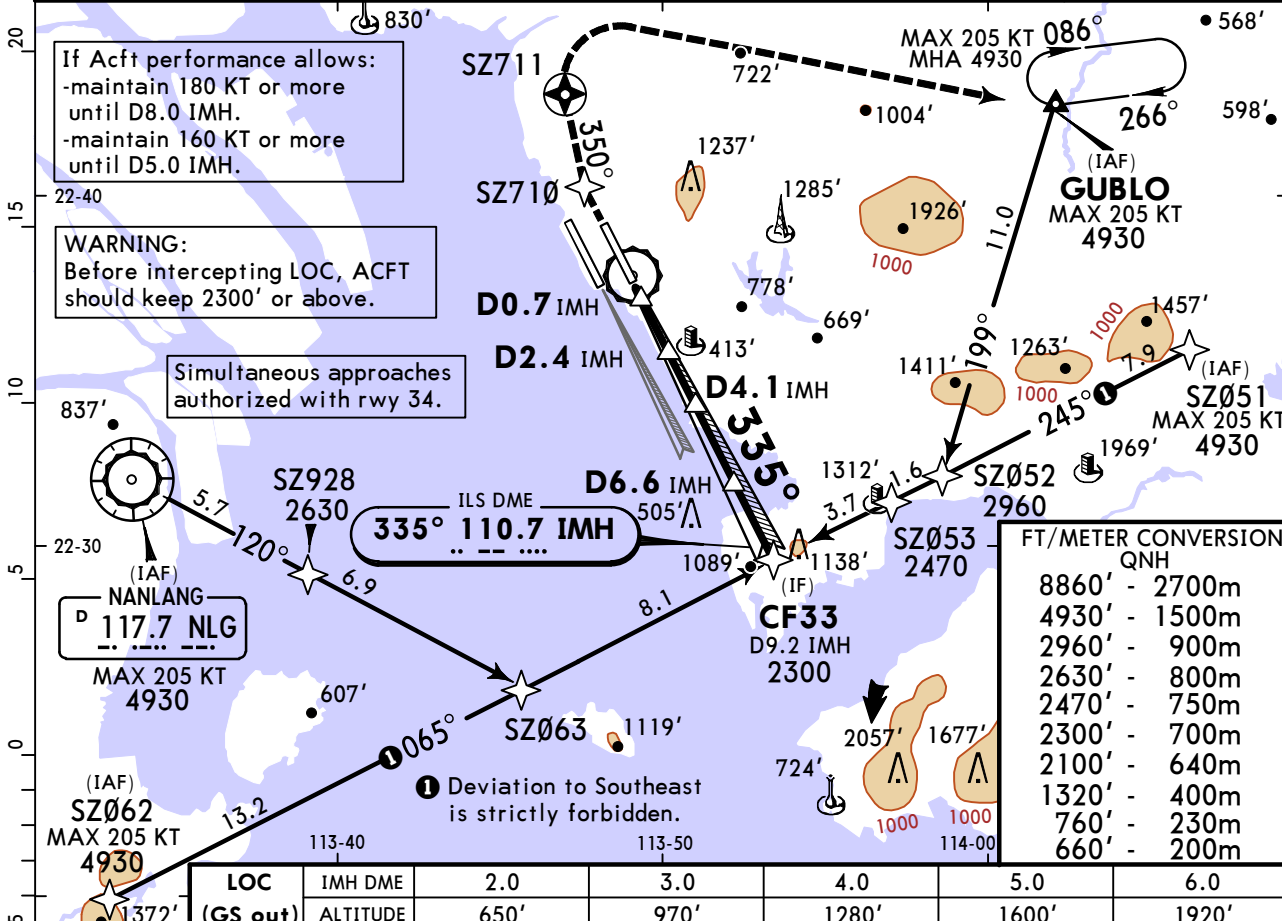 20
830'
568'
If Acft performance allows:
-maintain 180 KT or more
until D8.0 IMH.
-maintain 160 KT or more
until D5.0 IMH.
SZ711
722'
MAX 205 KT
MHA 4930
086°
266°
1004'
598'
350°
1237'
(IAF)
GUBLO
MAX 205 KT
4930
15
22-40
SZ710
1285'
1926'
1000
11.0
WARNING:
Before intercepting LOC, ACFT
should keep 2300' or above.
778'
D0.7 IMH
669'
1000
1457'
199°
D2.4 IMH
413'
1411'
1263'
1000
7.9
Simultaneous approaches
authorized with rwy 34.
D4.1 IMH
(IAF)
SZ051
MAX 205 KT
4930
10
837'
335°
245°
1
1969'
1312'
1.6
SZ052
2960
SZ928
2630
5.7
D6.6 IMH
505'
3.7
ILS DME
335° 110.7 IMH
22-30
120°
SZ053
2470
1089'
1138'
5
(IAF)
NANLANG
D 117.7 NLG
MAX 205 KT
4930
6.9
8.1
(IF)
CF33
D9.2 IMH
2300
FT/METER CONVERSION
QNH
8860' - 2700m
4930' - 1500m
2960' - 900m
2630' - 800m
2470' - 750m
2300' - 700m
2100' - 640m
1320' - 400m
760' - 230m
660' - 200m
607'
SZ063
1119'
2057'
1677'
0
065°
1
724'
1 Deviation to Southeast
is strictly forbidden.
(IAF)
SZ062
MAX 205 KT
4930
13.2
1000
1000
113-40
113-50
114-00
1372'
5
LOC
(GS out)
IMH DME 2.0 3.0 4.0 5.0 6.0
ALTITUDE 650' 970' 1280' 1600' 1920'